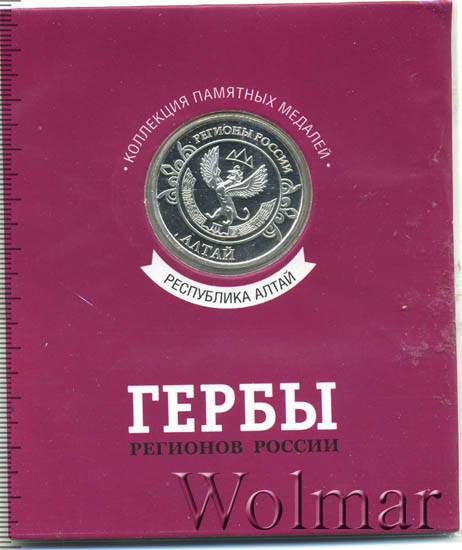 · КОЛЛЕКЦИЯ ПАМЯТНЫХ МЕДАЛЕЙ ·
РЕГИОНЫ РОССИИ
АЛТАЙ
РЕСПУБЛИКА АЛТАЙ
ГЕРБЫ
РЕГИОНОВ РОССИИ
Wolmar